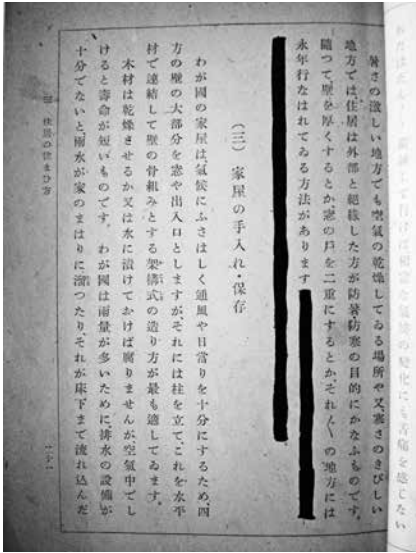 暑さの激しい地方でも空氣の乾燥してゐる場所や、又、寒さのきびしい
地方では住居は外部と絶縁した方が防暑・防寒の目的にかなふものです。
隨つて、壁を厚くするとか、窓の戸を二重にするとか、それ〴〵の地方には
永年行なはれてゐる方法があります
(三) 家屋の手入れ・保存
わが國の家屋は、氣候にふさはしく通風や日當りを十分にするため、四
方の壁の大部分を窓や出入口としますが、それには柱を立て、これを水平
材で連結して壁の骨組みとする架構式の造り方が最も適してゐます。
木材は乾燥させるか又は水に漬けておけば腐りませんが、空氣中でし
けると壽命が短いものです。わが國は雨量が多いために、排水の設備が
十分でないと、雨水が家のまはりに溜つたり、それが床下まで流れ込んだ
住居の住まひ方